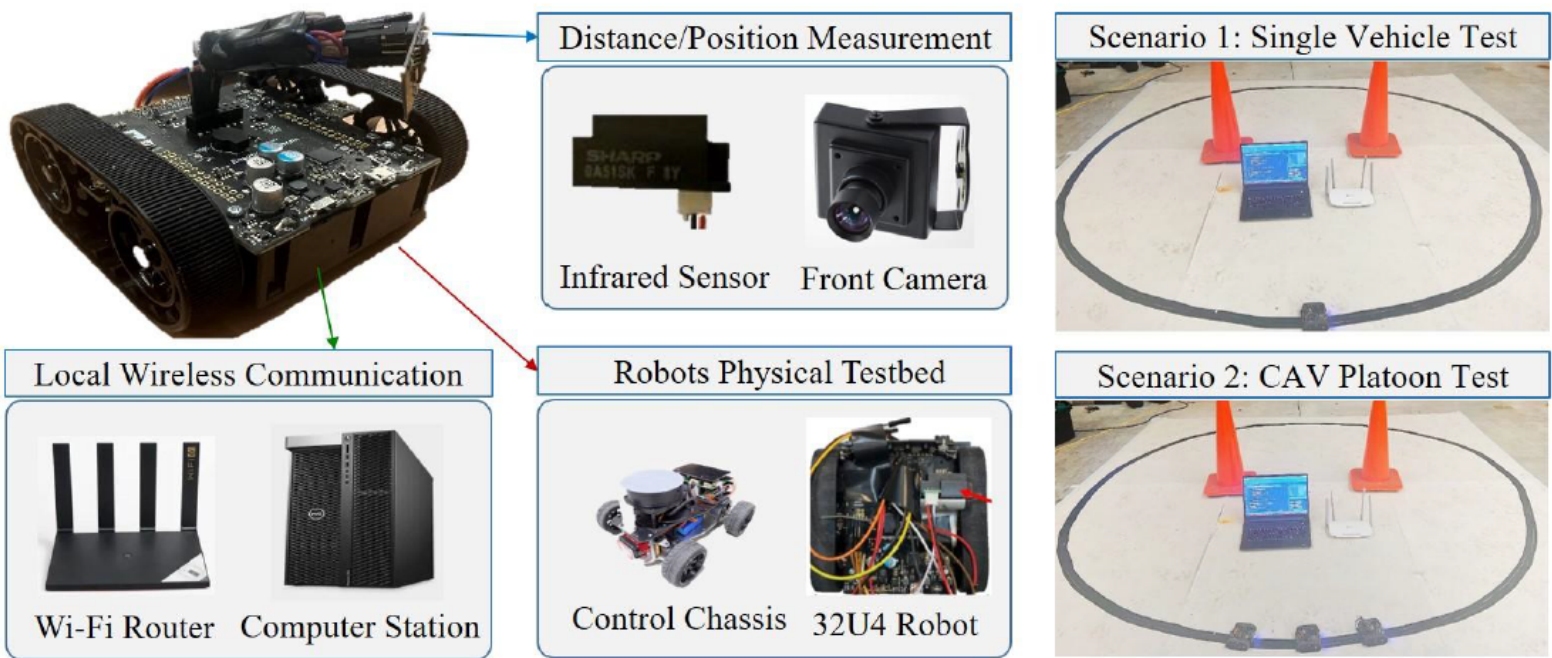 Distance/Position Measurement
SHARP
Infrared Sensor
Front Camera
Local Wireless Communication
Wi-Fi Router
Computer Station
Robots Physical Testbed
Control Chassis
32U4 Robot
Scenario 1: Single Vehicle Test
Scenario 2: CAV Platoon Test